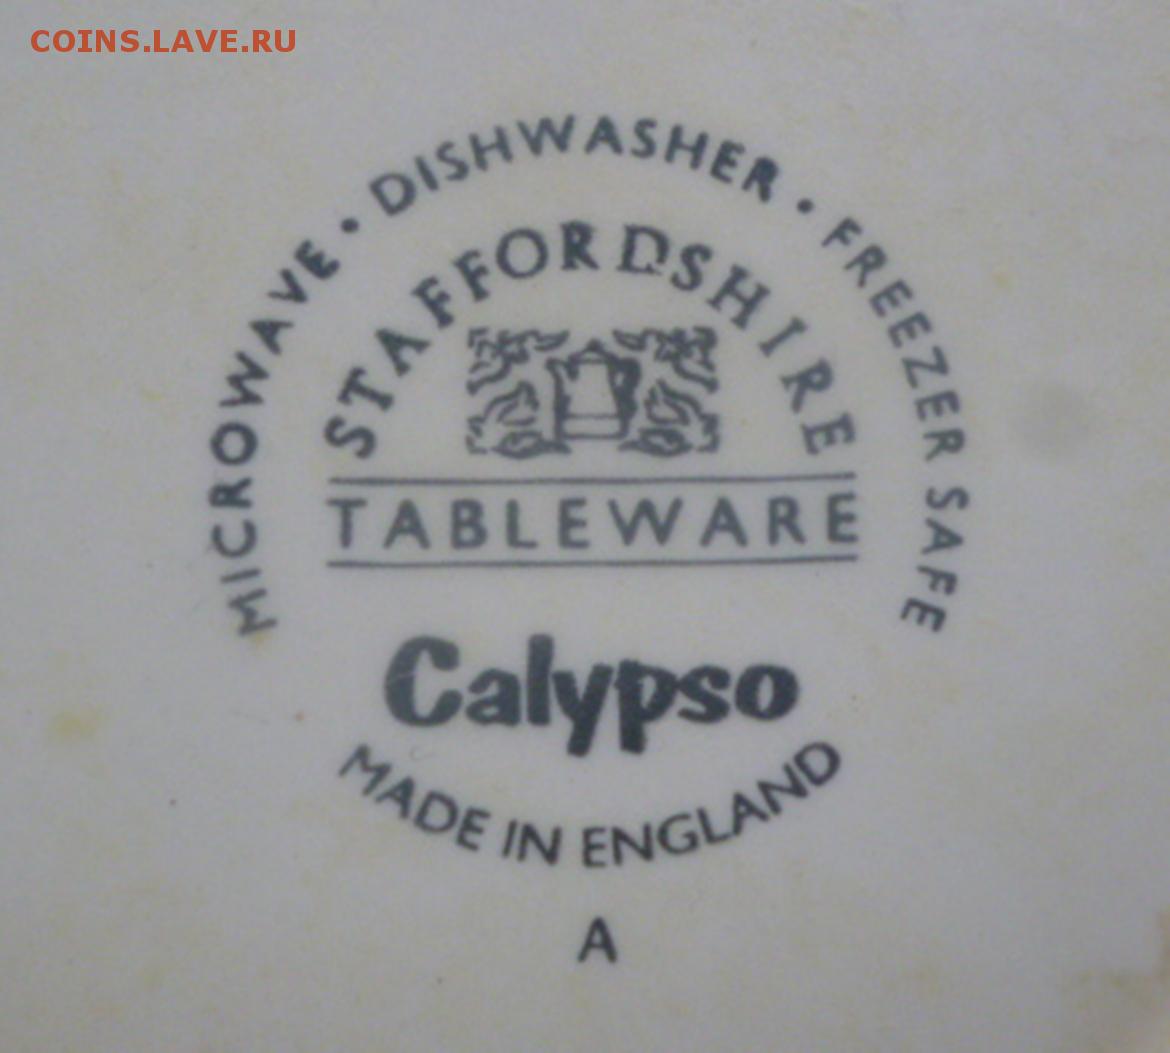 COINS.LAVE.RU
MICROWAVE · DISHWASHER · FREEZER SAFE
STAFFORDSHIRE
TABLEWARE
Calypso
MADE IN ENGLAND
A